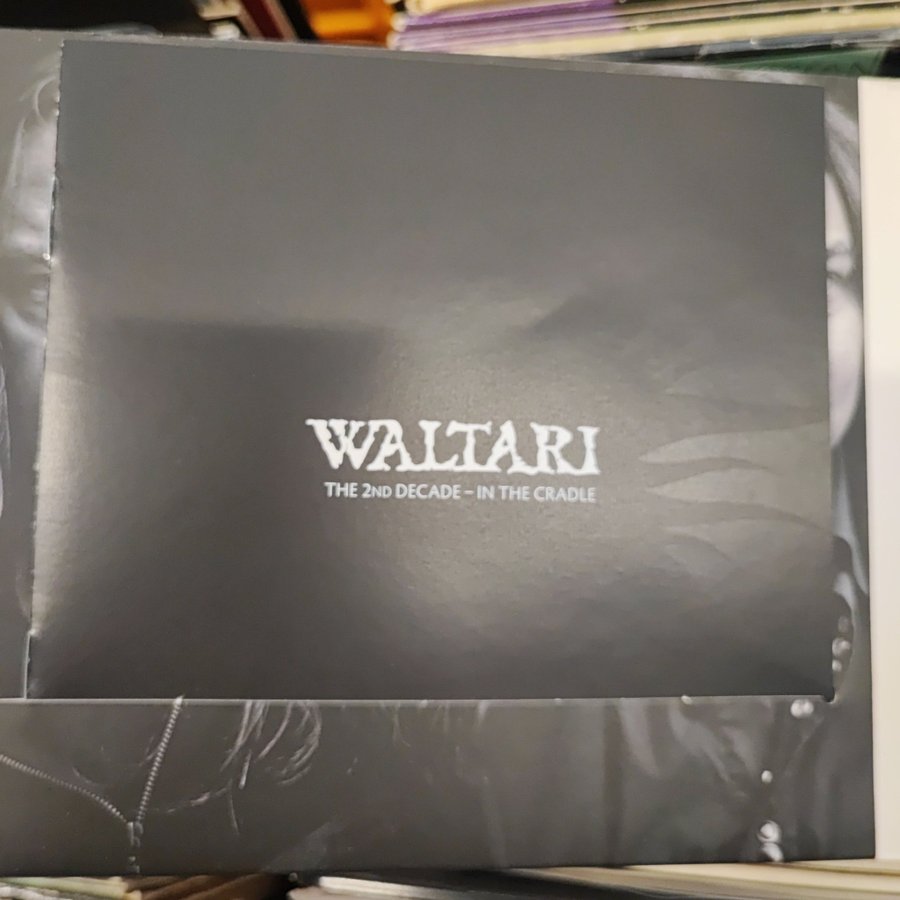 WALTARI
THE 2ND DECADE – IN THE CRADLE